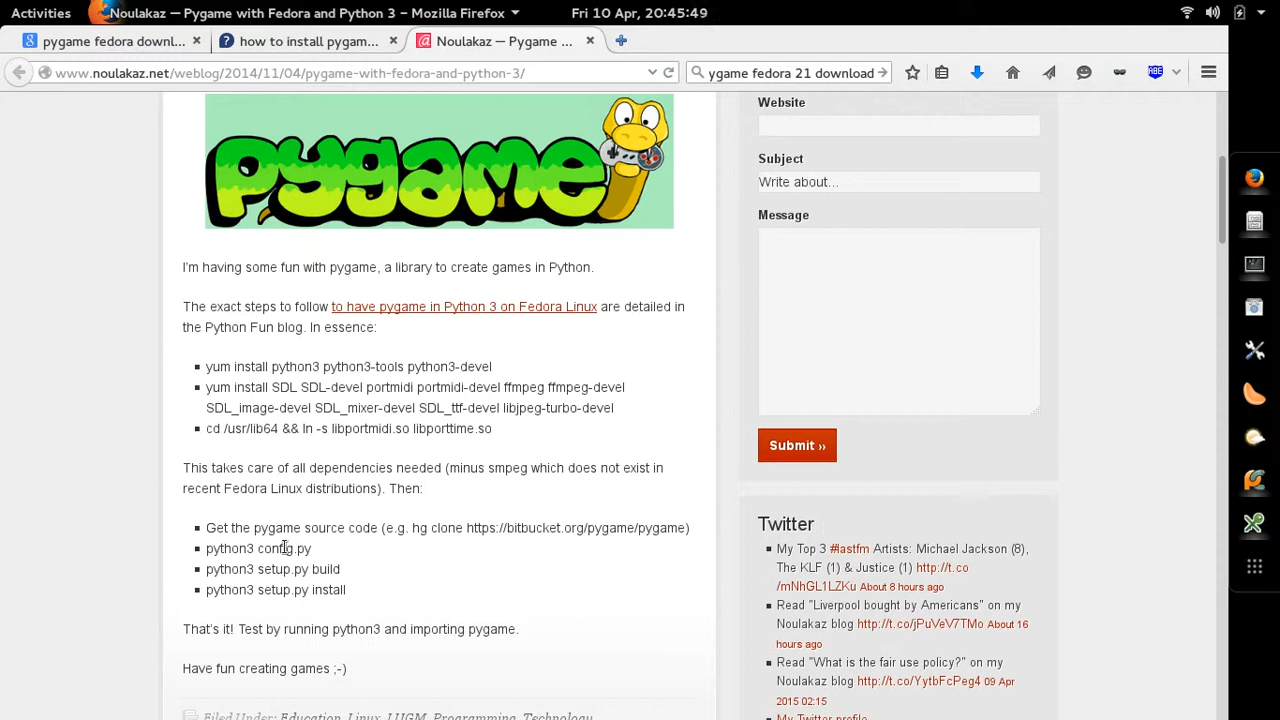 Activities
Noulakaz — Pygame with Fedora and Python 3 - Mozilla Firefox
Fri 10 Apr, 20:45:49
pygame fedora downl...
how to install pygam...
Noulakaz — Pygame ...
www.noulakaz.net/weblog/2014/11/04/pygame-with-fedora-and-python-3/
ygame fedora 21 download
RBE
pygame
I'm having some fun with pygame, a library to create games in Python.
The exact steps to follow to have pygame in Python 3 on Fedora Linux are detailed in
the Python Fun blog. In essence:
yum install python3 python3-tools python3-devel
yum install SDL SDL-devel portmidi portmidi-devel ffmpeg ffmpeg-devel
SDL_image-devel SDL_mixer-devel SDL_ttf-devel libjpeg-turbo-devel
cd /usr/lib64 && ln -s libportmidi.so libporttime.so
This takes care of all dependencies needed (minus smpeg which does not exist in
recent Fedora Linux distributions). Then:
Get the pygame source code (e.g. hg clone https://bitbucket.org/pygame/pygame)
python3 config.py
python3 setup.py build
python3 setup.py install
That's it! Test by running python3 and importing pygame.
Have fun creating games ;-)
Filed Under: Education, Linux, LUGM, Programming, Technology
Website
Subject
Write about...
Message
Submit ››
Twitter
My Top 3 #lastfm Artists: Michael Jackson (8),
The KLF (1) & Justice (1) http://t.co
/mNhGL1LZKu About 8 hours ago
Read "Liverpool bought by Americans" on my
Noulakaz blog http://t.co/jPuVeV7TMo About 16
hours ago
Read "What is the fair use policy?" on my
Noulakaz blog http://t.co/YytbFcPeg4 09 Apr
2015 02:15
My Twitter profile